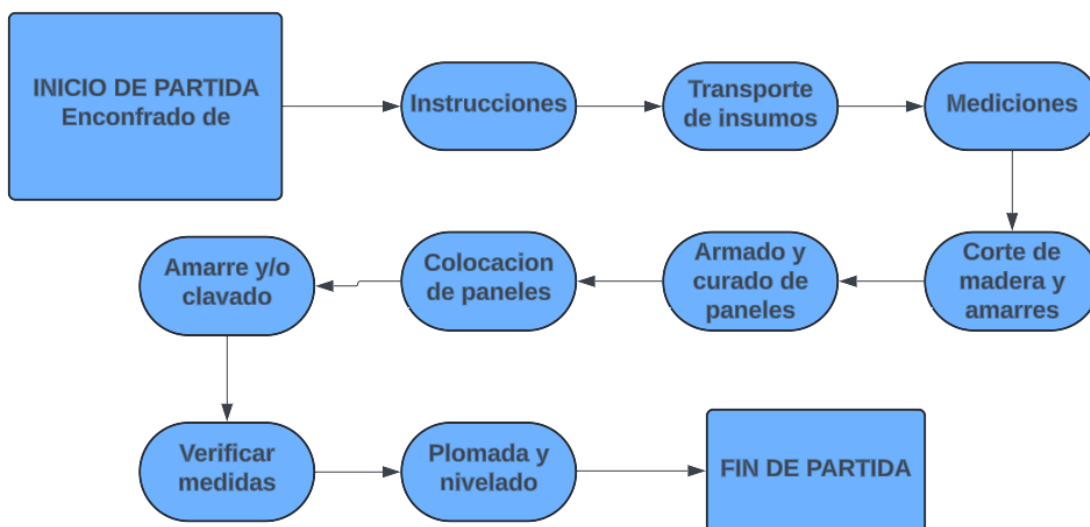 INICIO DE PARTIDA
Enconfrado de
Instrucciones
Transporte
de insumos
Mediciones
Corte de
madera y
amarres
Armado y
curado de
paneles
Colocacion
de paneles
Amarre y/o
clavado
Verificar
medidas
Plomada y
nivelado
FIN DE PARTIDA